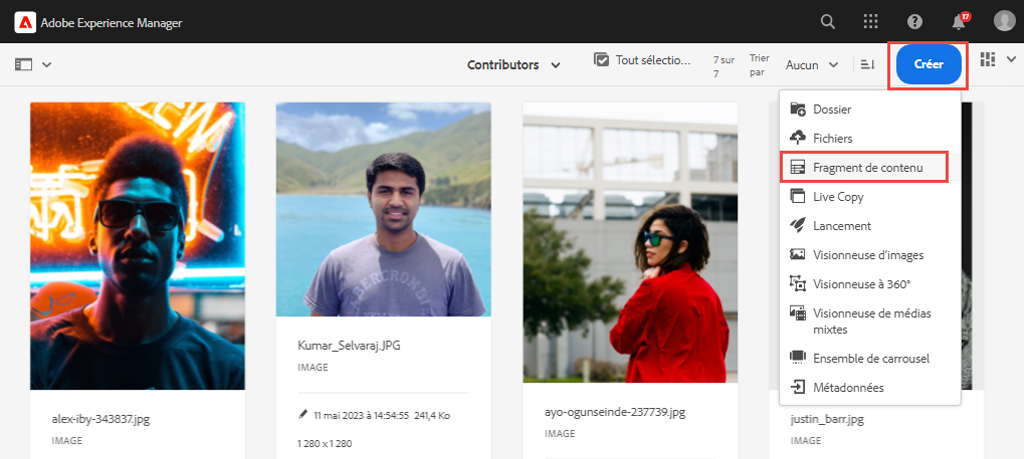 Adobe Experience Manager
17
Contributors
Tout sélectio...
7 sur
7
Trier
par
Aucun
Créer
Dossier
Fichiers
Fragment de contenu
Live Copy
Lancement
Visionneuse d'images
Visionneuse à 360°
Visionneuse de médias
mixtes
Ensemble de carrousel
Métadonnées
ABERCROMBIE
alex-iby-343837.jpg
IMAGE
Kumar_Selvaraj.JPG
IMAGE
11 mai 2023 à 14:54:55 241,4 Ko
1 280 x 1 280
ayo-ogunseinde-237739.jpg
IMAGE
justin_barr.jpg
IMAGE